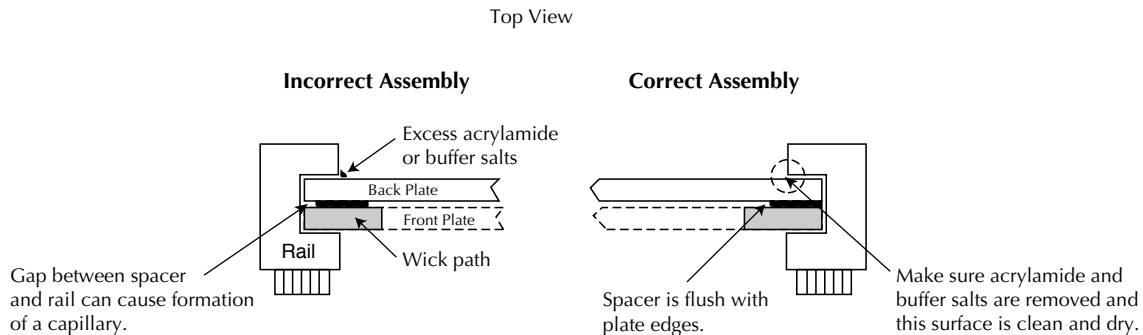 Top View
Incorrect Assembly
Correct Assembly
Excess acrylamide
or buffer salts
Back Plate
Front Plate
Rail
Wick path
Gap between spacer
and rail can cause formation
of a capillary.
Spacer is flush with
plate edges.
Make sure acrylamide and
buffer salts are removed and
this surface is clean and dry.